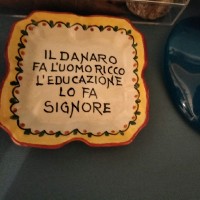 IL DANARO
FA L'UOMO RICCO
L'EDUCAZIONE
LO FA
SIGNORE